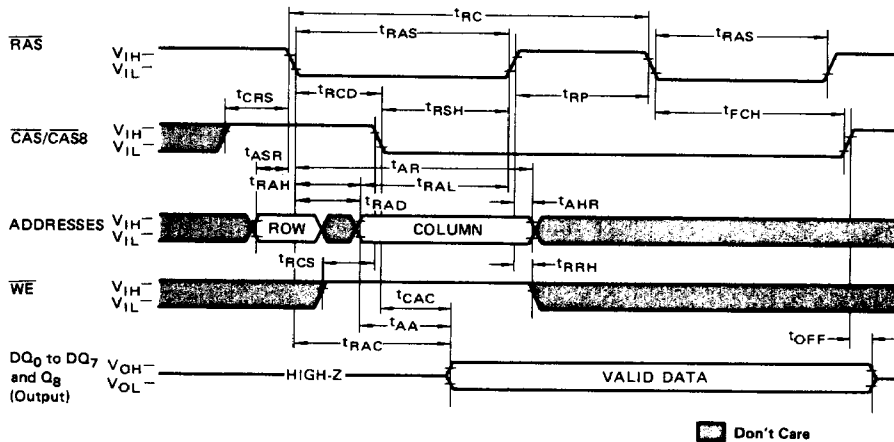 tRC
tRAS
tRAS
RAS
VIH
VIL
tCRS
tRCD
tRSH
tRP
tFCH
CAS/CAS8
VIH
VIL
tASR
tAR
tRAH
tRAL
tRAD
tAHR
ADDRESSES
VIH
VIL
ROW
COLUMN
tRCS
tRRH
WE
VIH
VIL
tCAC
tAA
tOFF
tRAC
DQ0 to DQ7
and Q8
(Output)
VOH
VOL
HIGH-Z
VALID DATA
Don't Care